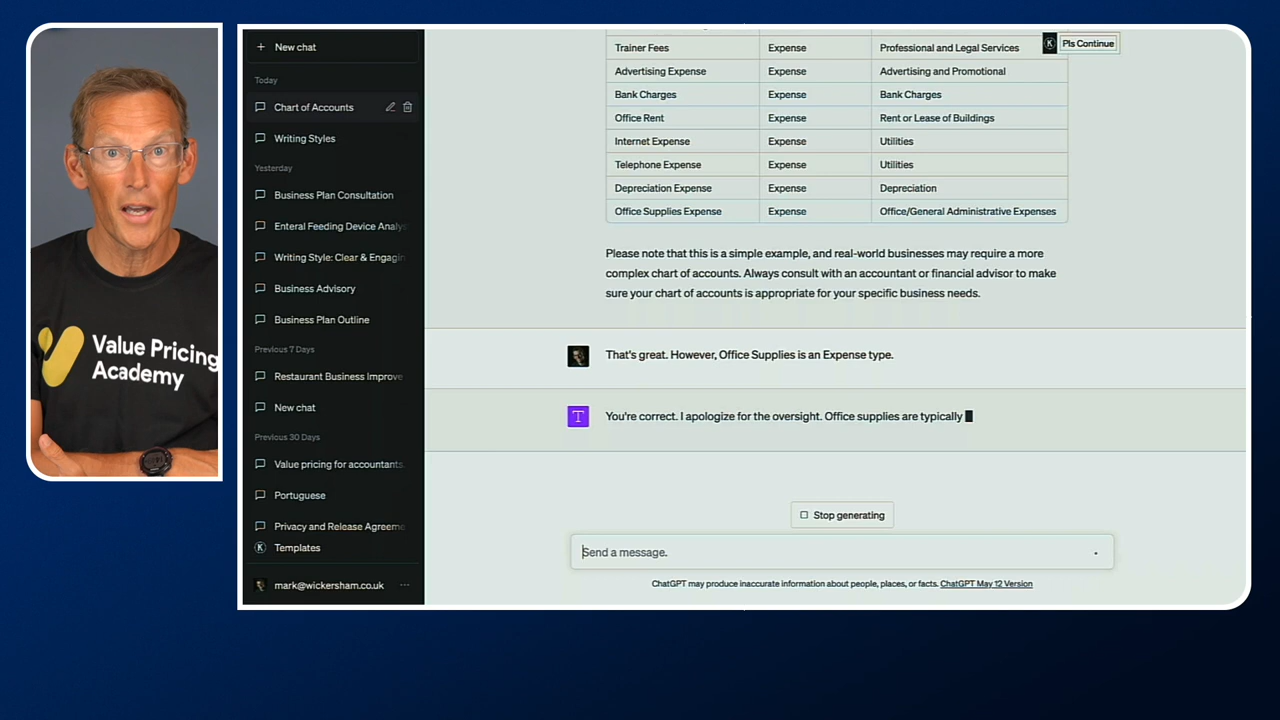 Value Pricing
Academy
New chat
Today
Chart of Accounts
Writing Styles
Yesterday
Business Plan Consultation
Enteral Feeding Device Analys
Writing Style: Clear & Engagin
Business Advisory
Business Plan Outline
Previous 7 Days
Restaurant Business Improve
New chat
Previous 30 Days
Value pricing for accountants
Portuguese
Privacy and Release Agreeme
K Templates
mark@wickersham.co.uk
K Pls Continue
Trainer Fees Expense Professional and Legal Services
Advertising Expense Expense Advertising and Promotional
Bank Charges Expense Bank Charges
Office Rent Expense Rent or Lease of Buildings
Internet Expense Expense Utilities
Telephone Expense Expense Utilities
Depreciation Expense Expense Depreciation
Office Supplies Expense Expense Office/General Administrative Expenses
Please note that this is a simple example, and real-world businesses may require a more
complex chart of accounts. Always consult with an accountant or financial advisor to make
sure your chart of accounts is appropriate for your specific business needs.
That's great. However, Office Supplies is an Expense type.
T You're correct. I apologize for the oversight. Office supplies are typically
Stop generating
Send a message.
ChatGPT may produce inaccurate information about people, places, or facts. ChatGPT May 12 Version